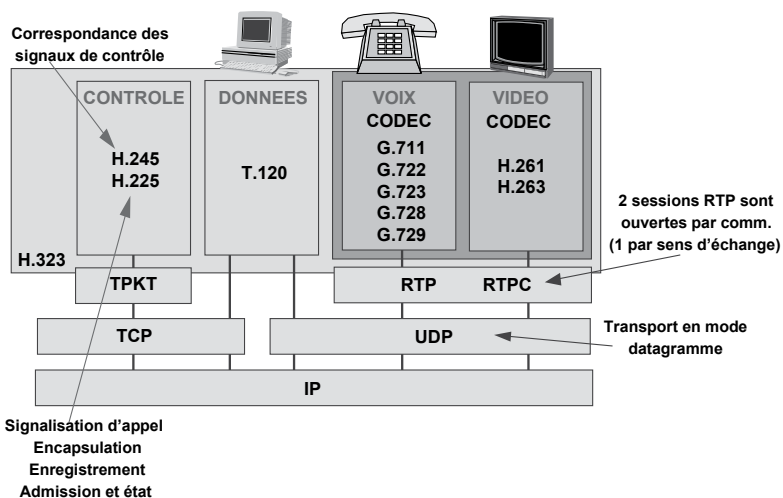 Correspondance des
signaux de contrôle
CONTROLE
DONNEES
VOIX
VIDEO
CODEC
CODEC
H.245
H.225
T.120
G.711
G.722
G.723
G.728
G.729
H.261
H.263
H.323
2 sessions RTP sont
ouvertes par comm.
(1 par sens d'échange)
TPKT
RTP
RTPC
TCP
UDP
Transport en mode
datagramme
IP
Signalisation d'appel
Encapsulation
Enregistrement
Admission et état